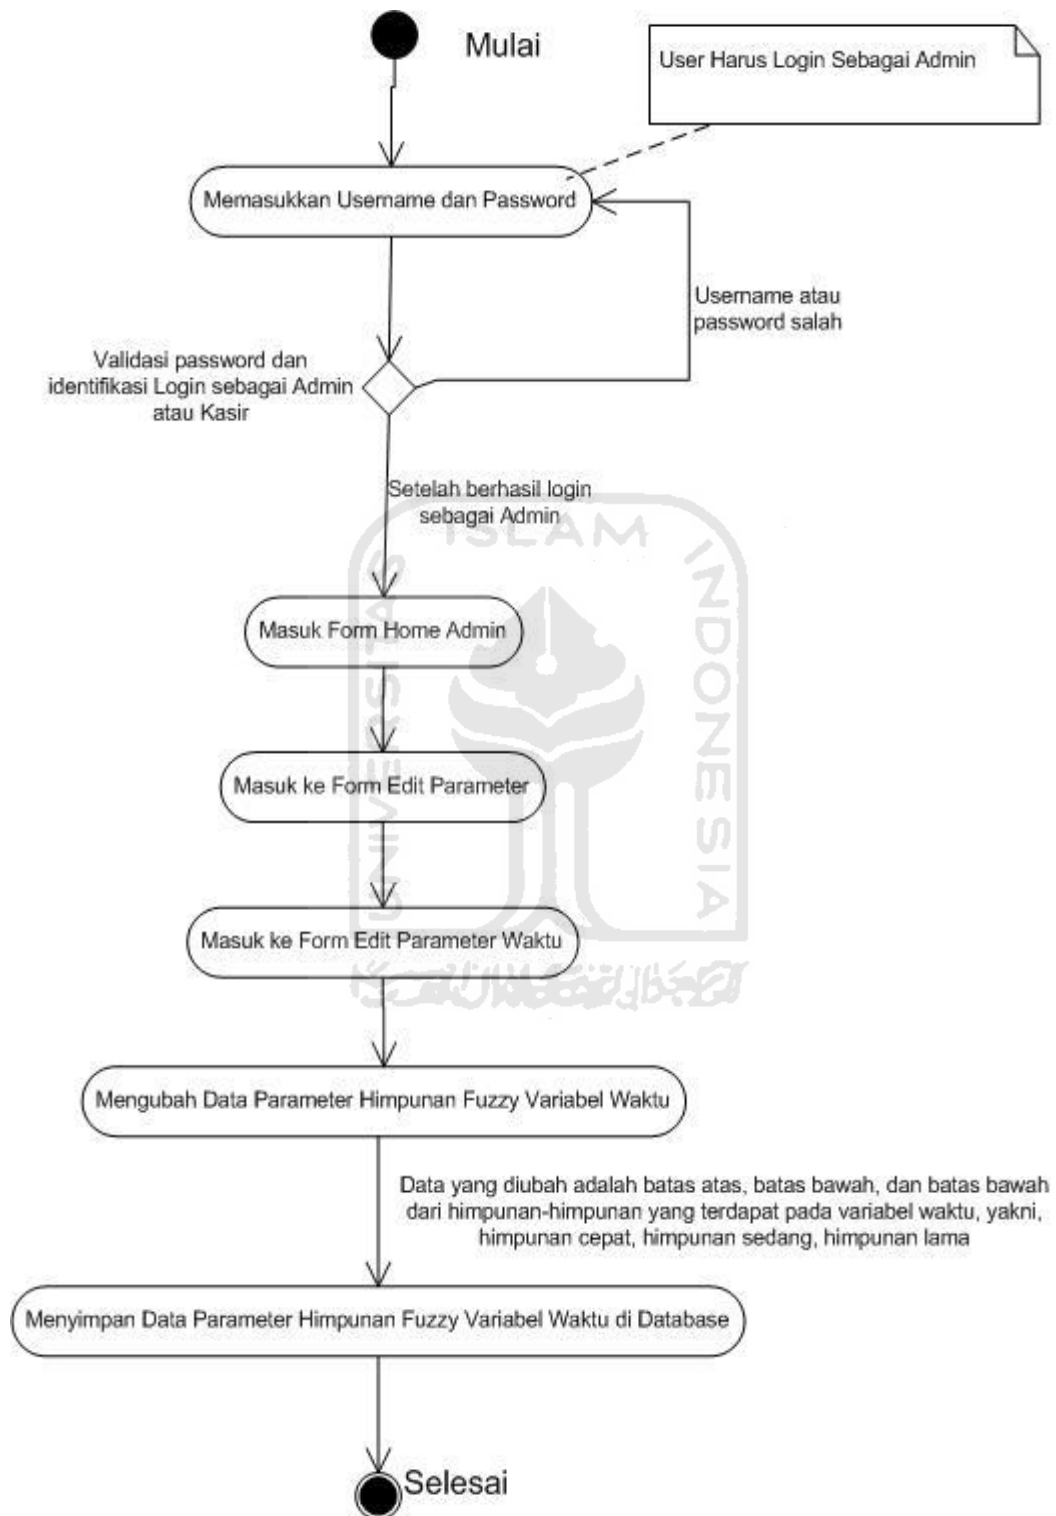 Mulai
User Harus Login Sebagai Admin
Memasukkan Username dan Password
Username atau
password salah
Validasi password dan
identifikasi Login sebagai Admin
atau Kasir
Setelah berhasil login
sebagai Admin
ISLAM
UNIVERSITAS
INDONESIA
Masuk Form Home Admin
Masuk ke Form Edit Parameter
Masuk ke Form Edit Parameter Waktu
Mengubah Data Parameter Himpunan Fuzzy Variabel Waktu
Data yang diubah adalah batas atas, batas bawah, dan batas bawah
dari himpunan-himpunan yang terdapat pada variabel waktu, yakni,
himpunan cepat, himpunan sedang, himpunan lama
Menyimpan Data Parameter Himpunan Fuzzy Variabel Waktu di Database
Selesai